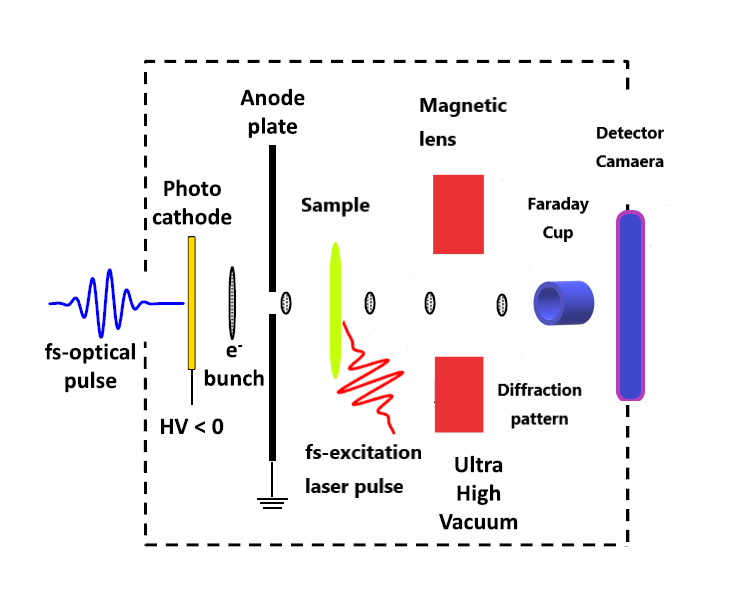 Anode
plate
Magnetic
lens
Detector
Camaera
Photo
cathode
Sample
Faraday
Cup
fs-optical
pulse
e-
bunch
HV < 0
Diffraction
pattern
fs-excitation
laser pulse
Ultra
High
Vacuum